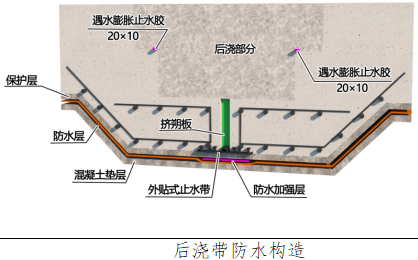 遇水膨胀止水胶
20×10
后浇部分
遇水膨胀止水胶
20×10
保护层
防水层
挤朔板
混凝土垫层
外贴式止水带
防水加强层
后浇带防水构造